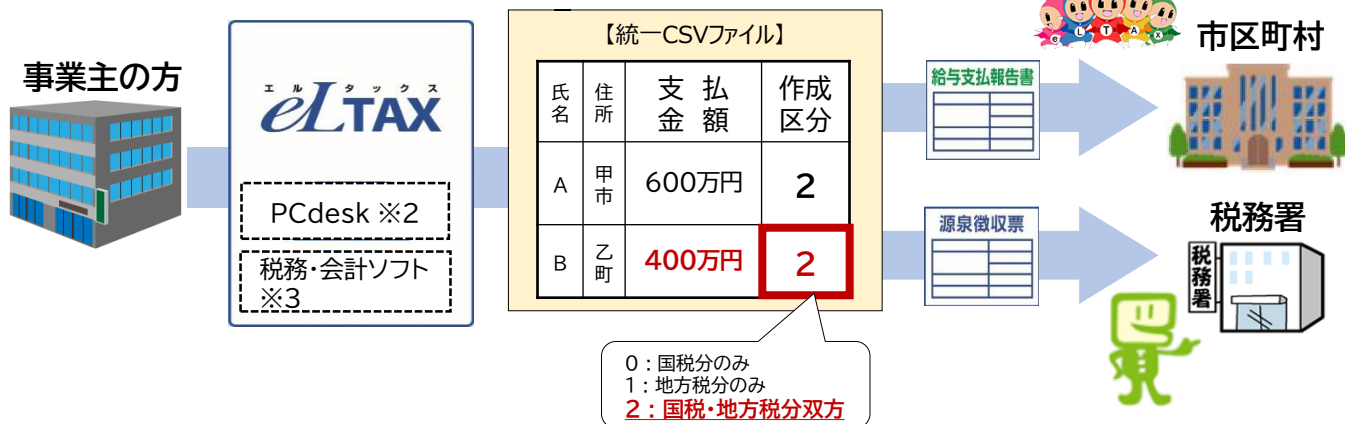 事業主の方
エルタックス
eLTAX
PCdesk ※2
税務・会計ソフト
※3
【統一CSVファイル】
氏名 住所 支払金額 作成区分
A 甲市 600万円 2
B 乙町 400万円 2
0：国税分のみ
1：地方税分のみ
2：国税・地方税分双方
e L T A X
市区町村
給与支払報告書
源泉徴収票
税務署
税務署